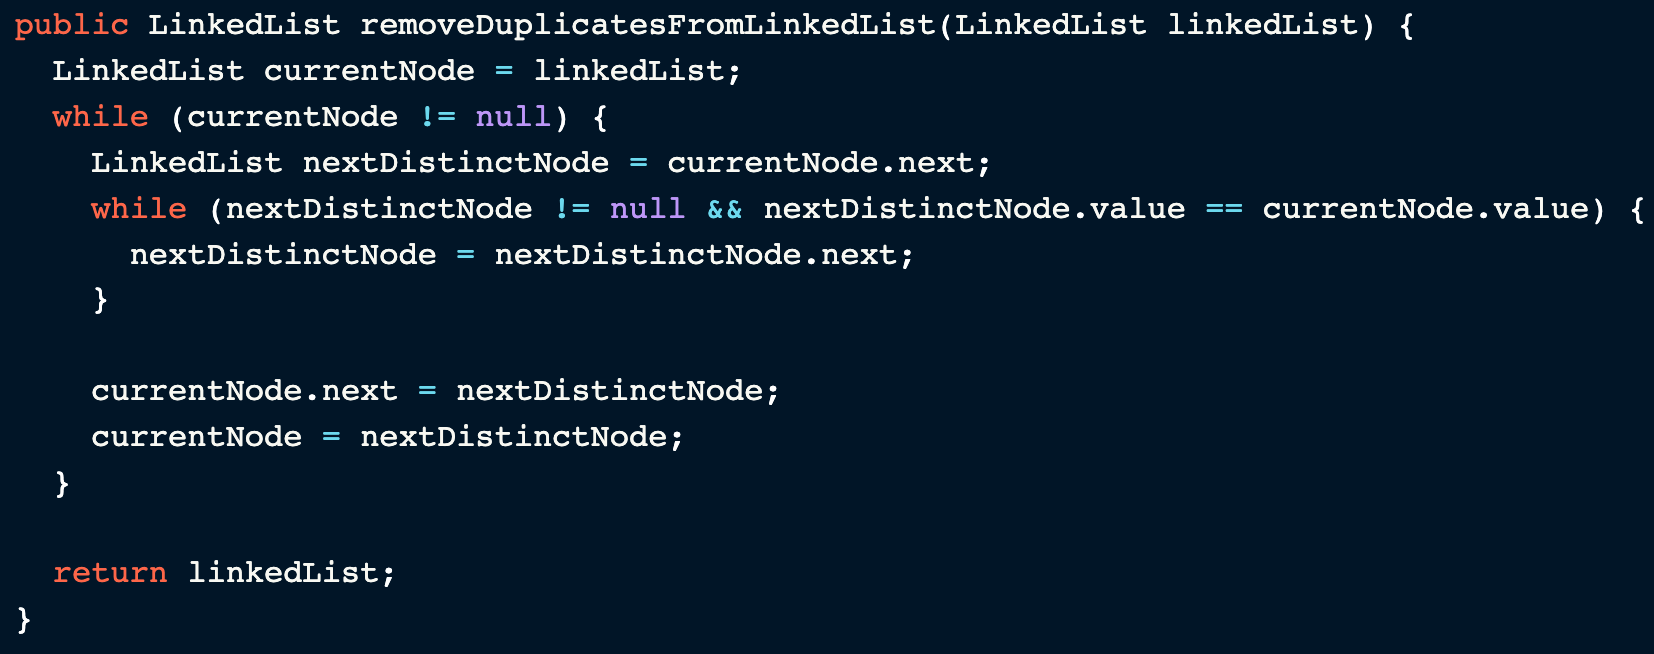 public LinkedList removeDuplicatesFromLinkedList(LinkedList linkedList) {
  LinkedList currentNode = linkedList;
  while (currentNode != null) {
    LinkedList nextDistinctNode = currentNode.next;
    while (nextDistinctNode != null && nextDistinctNode.value == currentNode.value) {
      nextDistinctNode = nextDistinctNode.next;
    }

    currentNode.next = nextDistinctNode;
    currentNode = nextDistinctNode;
  }

  return linkedList;
}